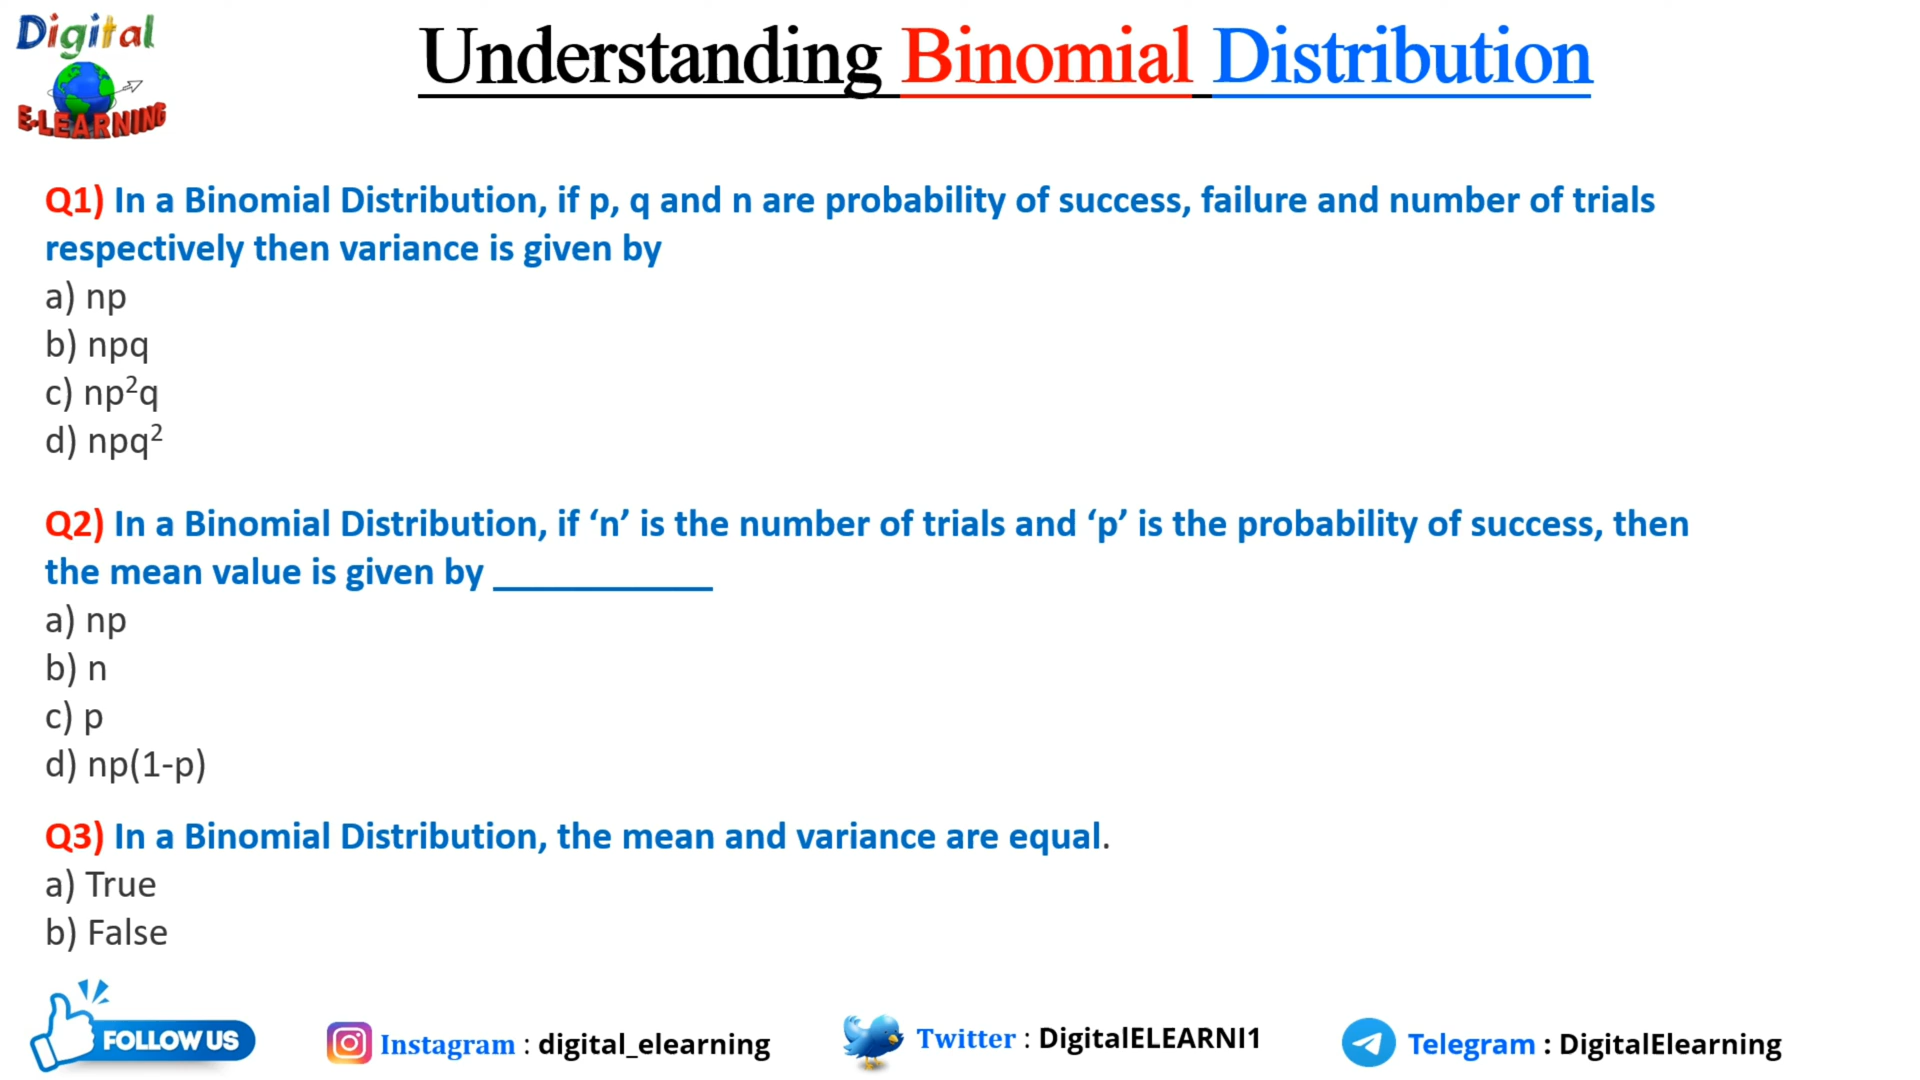 Digital
E-LEARNING
Understanding Binomial Distribution
Q1) In a Binomial Distribution, if p, q and n are probability of success, failure and number of trials
respectively then variance is given by
a) np
b) npq
c) np²q
d) npq²
Q2) In a Binomial Distribution, if ‘n’ is the number of trials and ‘p’ is the probability of success, then
the mean value is given by ____________
a) np
b) n
c) p
d) np(1-p)
Q3) In a Binomial Distribution, the mean and variance are equal.
a) True
b) False
FOLLOW US
Instagram : digital_elearning
Twitter : DigitalELEARNI1
Telegram : DigitalElearning